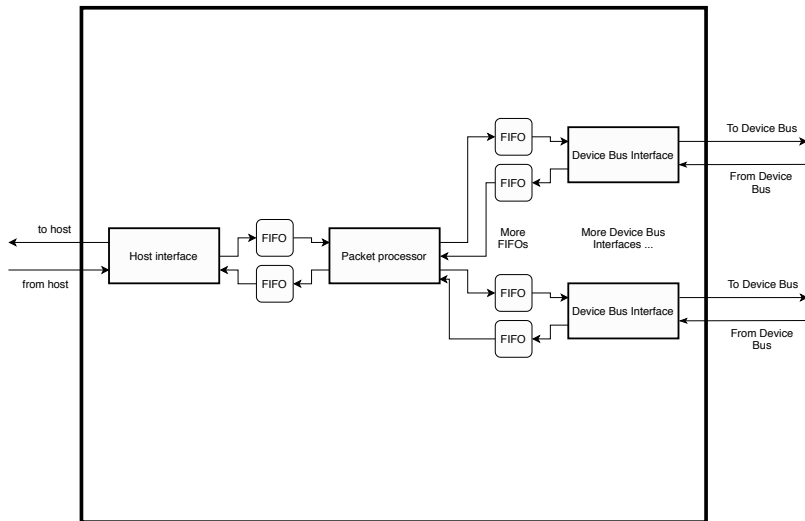 FIFO
To Device Bus
Device Bus Interface
FIFO
From Device
Bus
to host
Host interface
FIFO
Packet processor
More
FIFOs
More Device Bus
Interfaces ...
from host
FIFO
FIFO
To Device Bus
Device Bus Interface
FIFO
From Device
Bus